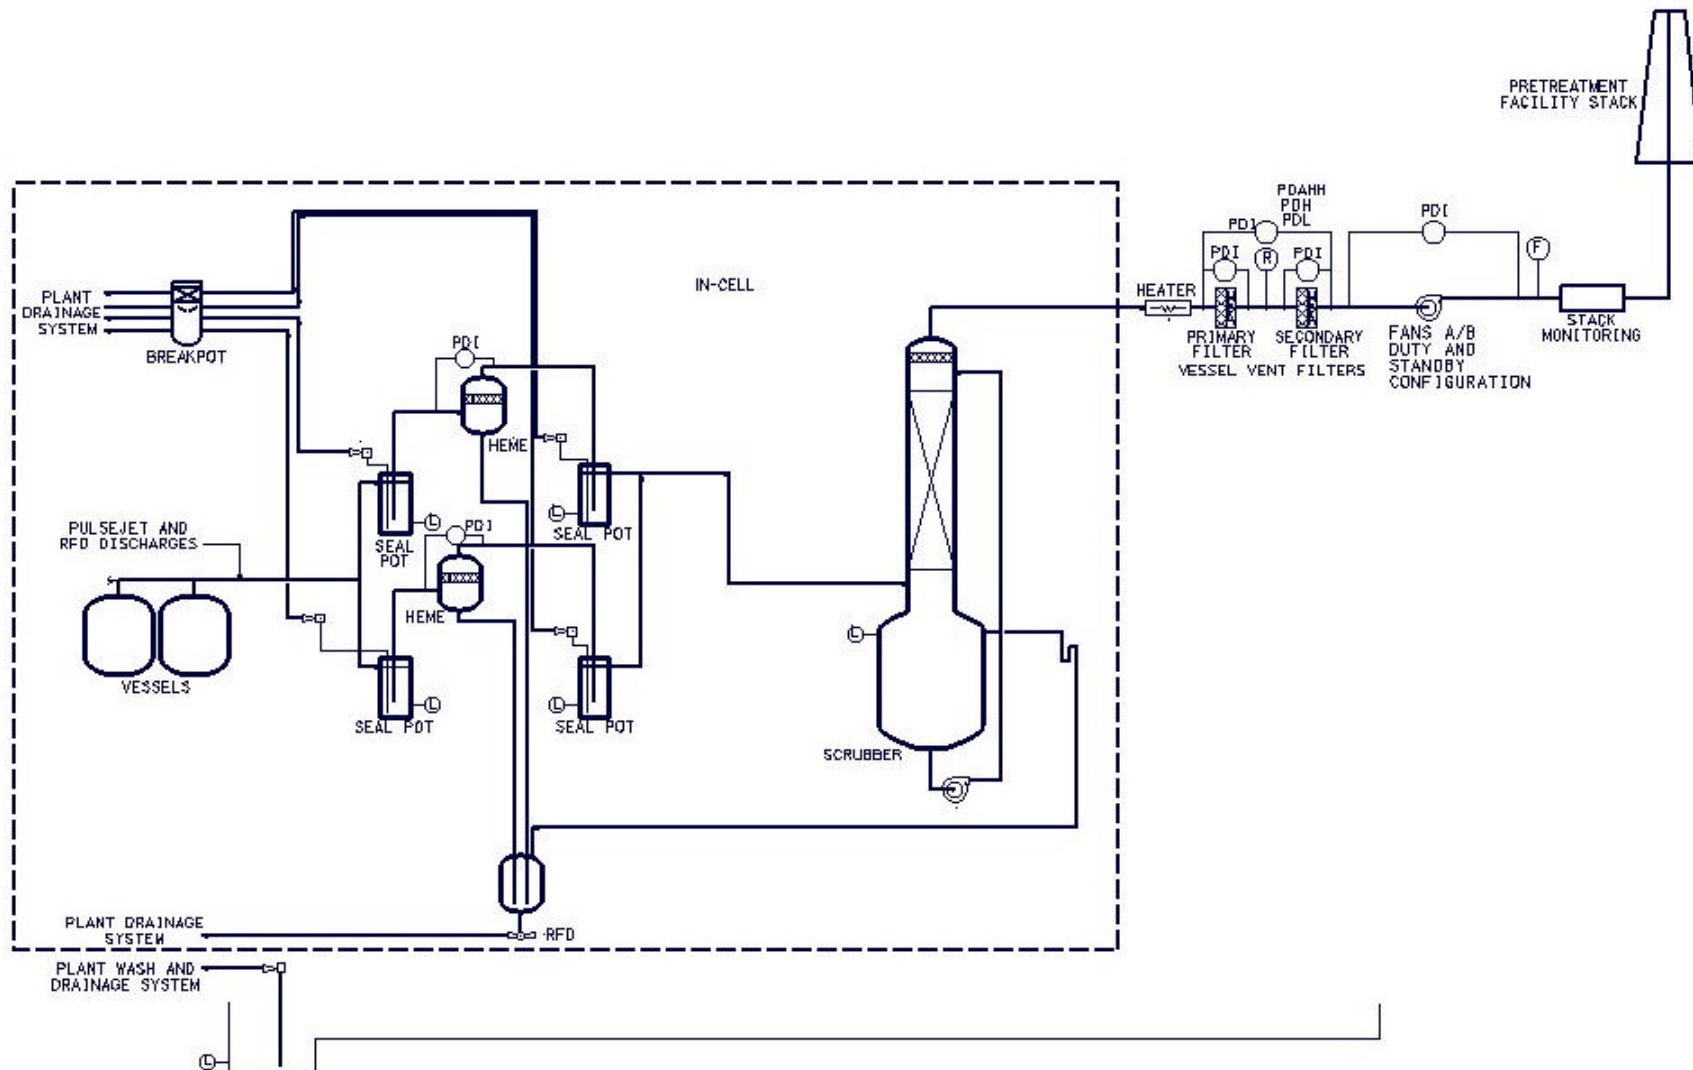 PRETREATMENT
FACILITY STACK
PDAHH
PDH
PDI
PDL
PDI
PDI
R
PDI
F
IN-CELL
HEATER
PLANT
DRAINAGE
SYSTEM
BREAKPOT
PRIMARY
FILTER
SECONDARY
FILTER
VESSEL VENT FILTERS
FANS A/B
DUTY AND
STANDBY
CONFIGURATION
STACK
MONITORING
PDI
HEME
L
SEAL POT
L
SEAL
POT
PULSEJET AND
RFD DISCHARGES
PDI
HEME
L
VESSELS
L
SEAL POT
L
SEAL POT
SCRUBBER
PLANT DRAINAGE
SYSTEM
RFD
PLANT WASH AND
DRAINAGE SYSTEM
L